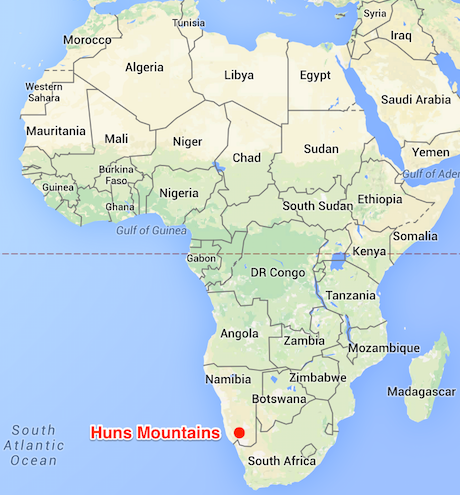 Tunisia
Syria
Morocco
Iraq
Algeria
Libya
Egypt
Western
Sahara
Saudi Arabia
Mauritania
Mali
Niger
Sudan
Yemen
Chad
Burkina
Faso
Gulf of Aden
Guinea
Nigeria
Ghana
South Sudan
Ethiopia
Gulf of Guinea
Somalia
Gabon
Kenya
DR Congo
Tanzania
Angola
Zambia
Mozambique
Namibia
Zimbabwe
Madagascar
Botswana
South
Atlantic
Ocean
Huns Mountains
South Africa